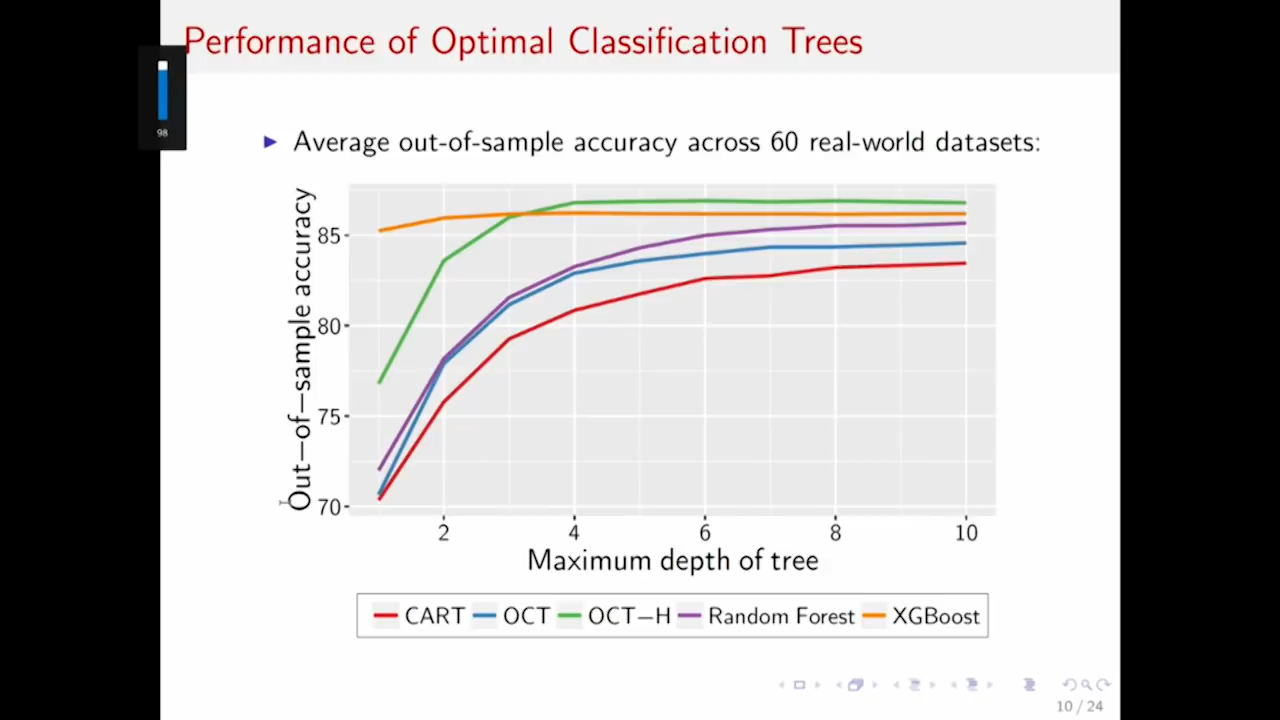 Performance of Optimal Classification Trees
98
Average out-of-sample accuracy across 60 real-world datasets:
Out−of−sample accuracy
85
80
75
70
2 4 6 8 10
Maximum depth of tree
CART OCT OCT−H Random Forest XGBoost
10 / 24